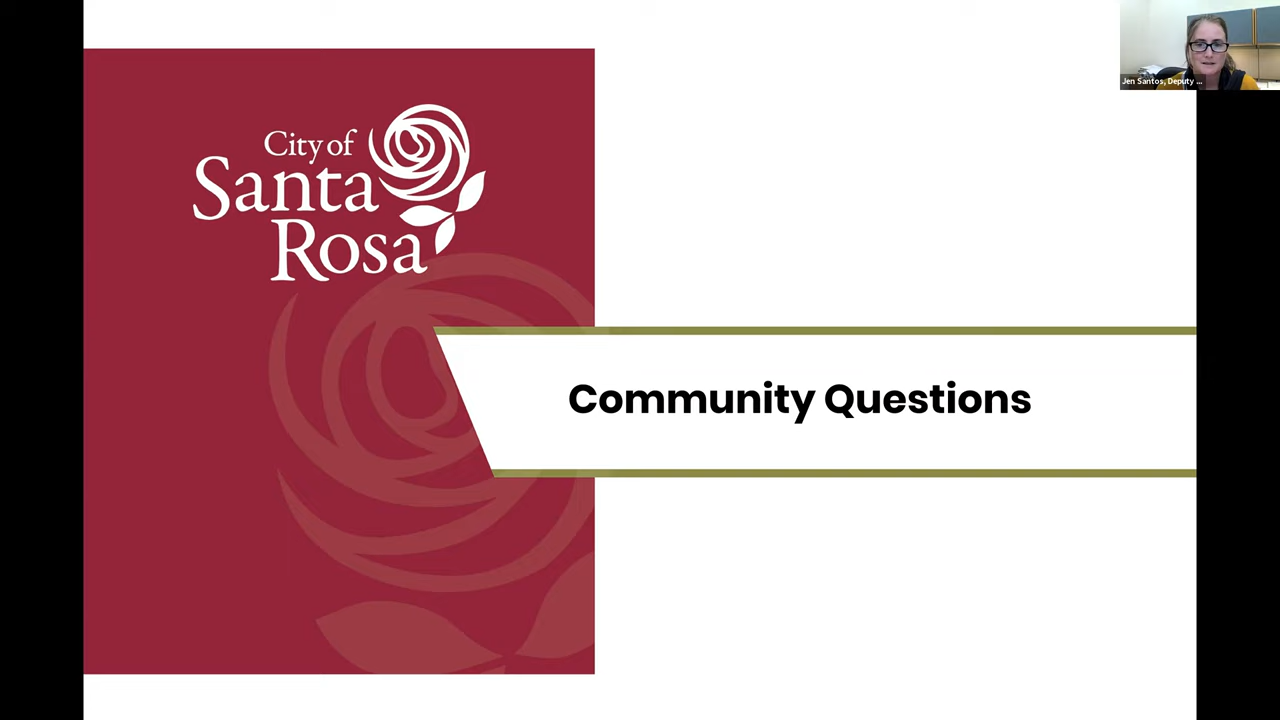 Jen Santos, Deputy ...
City of
Santa
Rosa
Community Questions